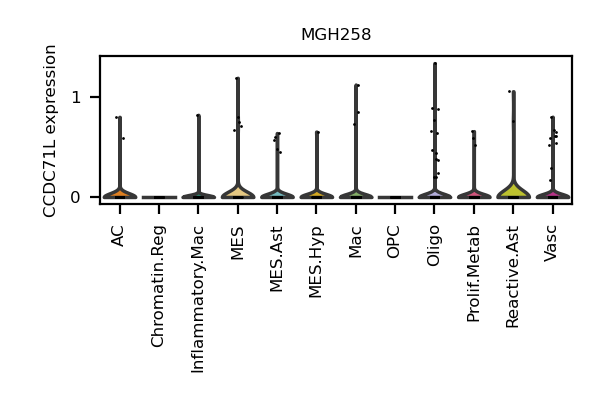 MGH258
CCDC71L expression
1
0
AC
Chromatin.Reg
Inflammatory.Mac
MES
MES.Ast
MES.Hyp
Mac
OPC
Oligo
Prolif.Metab
Reactive.Ast
Vasc